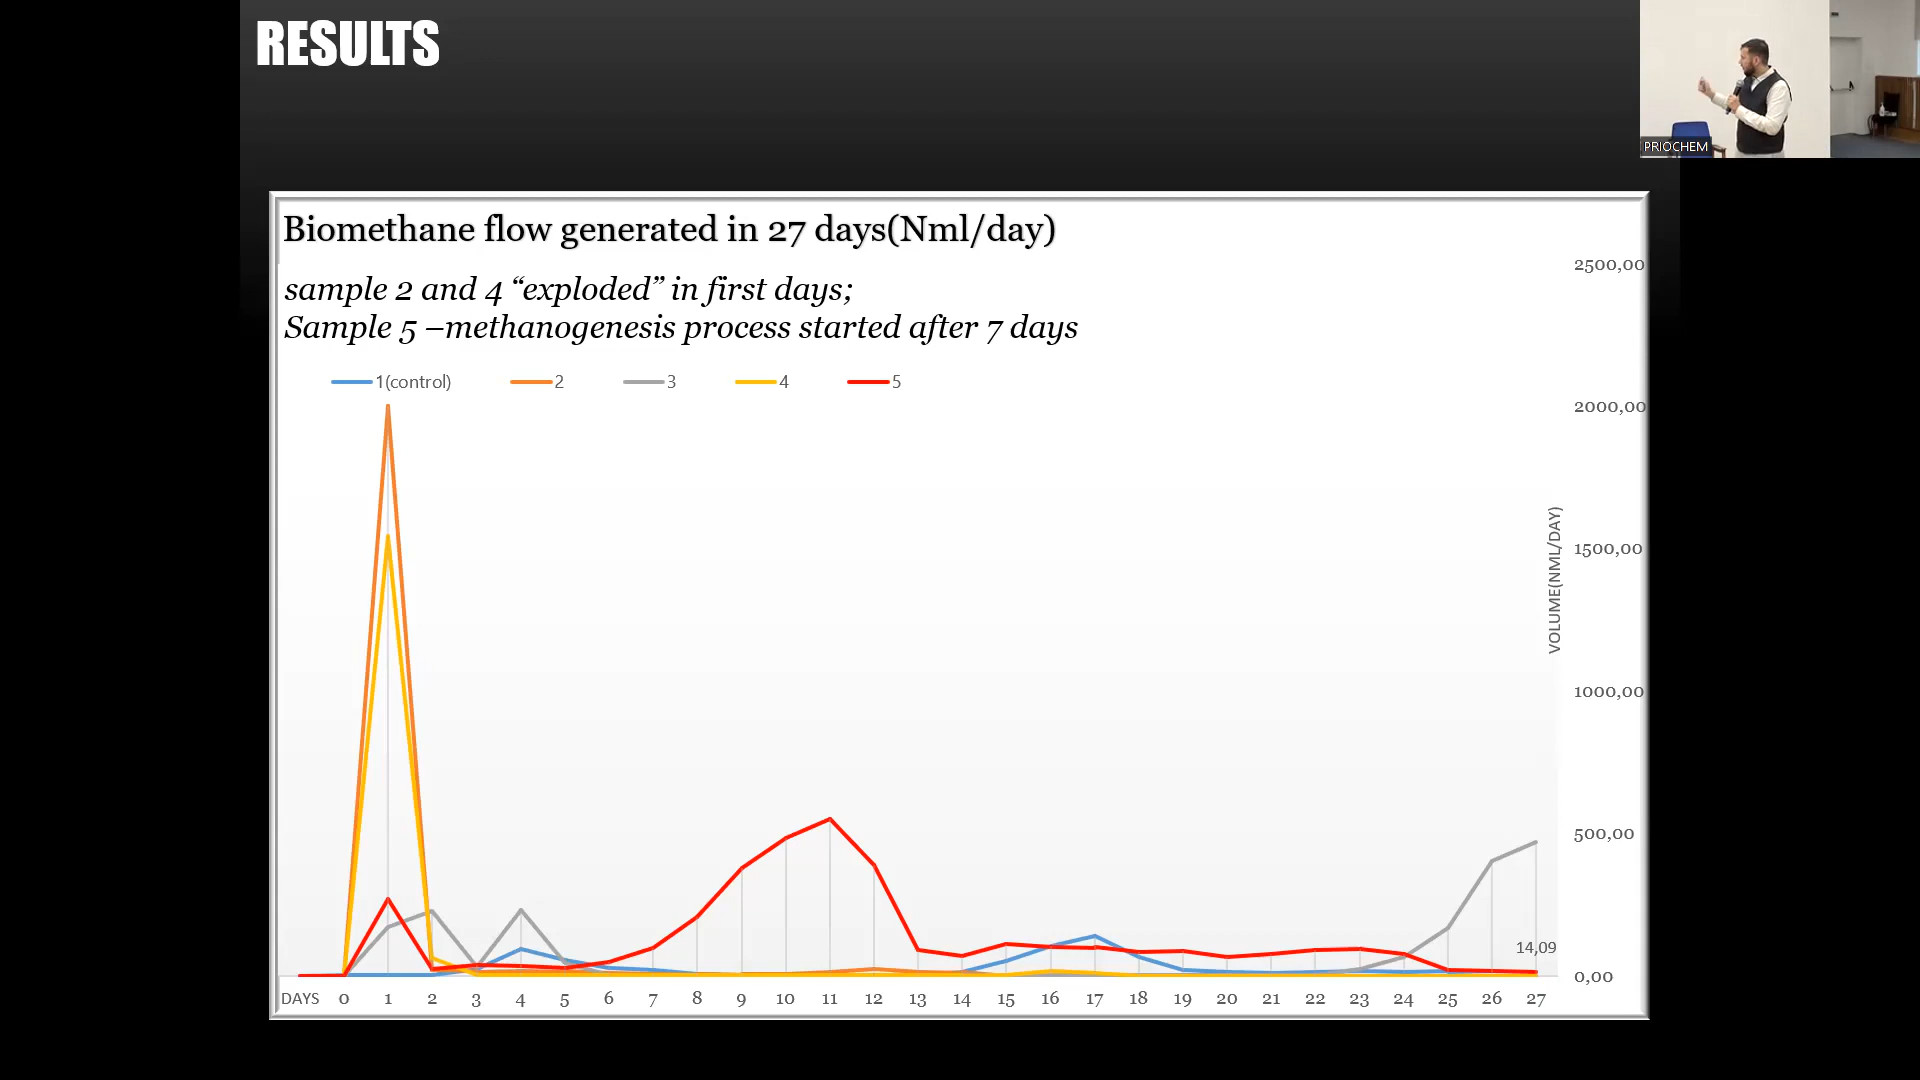 RESULTS
PRIOCHEM
Biomethane flow generated in 27 days(Nml/day)
sample 2 and 4 “exploded” in first days;
Sample 5 –methanogenesis process started after 7 days
1(control) 2 3 4 5
2500,00
2000,00
1500,00
1000,00
500,00
0,00
VOLUME(NML/DAY)
14,09
DAYS 0 1 2 3 4 5 6 7 8 9 10 11 12 13 14 15 16 17 18 19 20 21 22 23 24 25 26 27